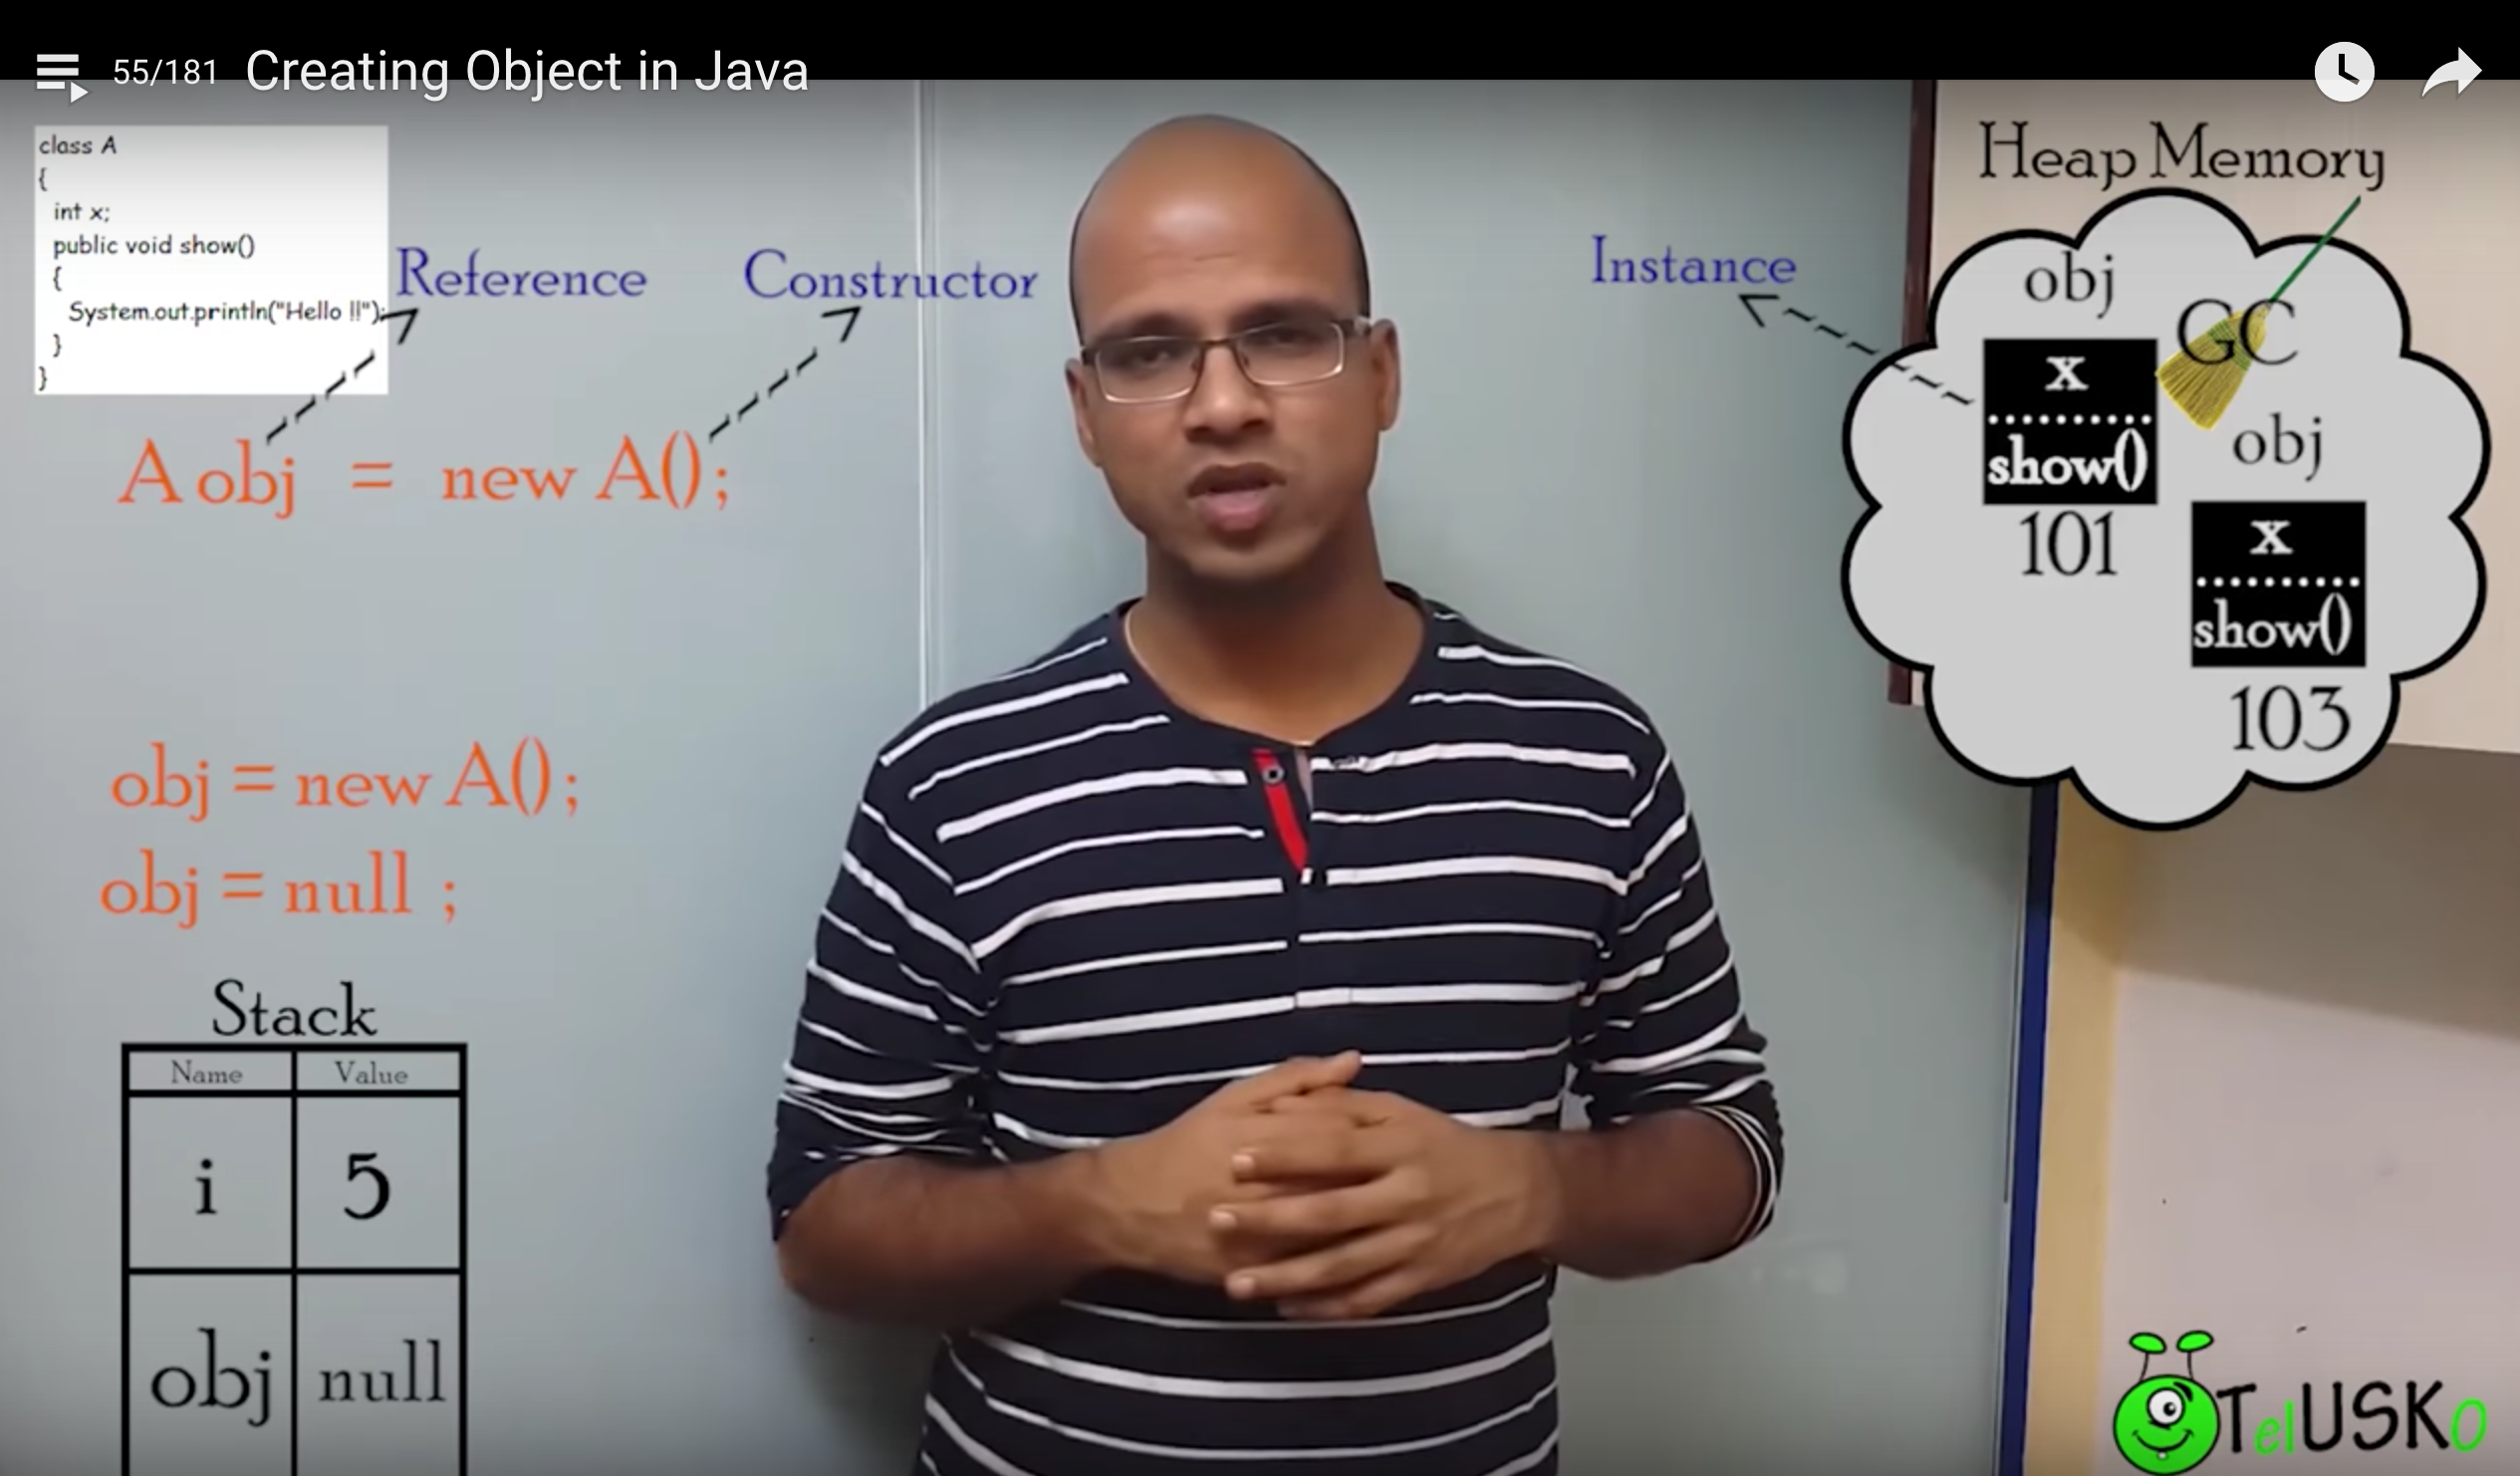 55/181 Creating Object in Java
class A
{
int x;
public void show()
{
System.out.println("Hello !!");
}
}
Reference
Constructor
Instance
A obj = new A();
obj = new A();
obj = null ;
Stack
Name Value
i 5
obj null
Heap Memory
obj
GC
x
show()
101
obj
x
show()
103
TelUSKO